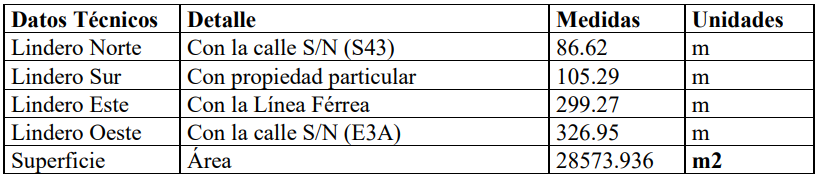 Datos Técnicos Detalle Medidas Unidades
Lindero Norte Con la calle S/N (S43) 86.62 m
Lindero Sur Con propiedad particular 105.29 m
Lindero Este Con la Línea Férrea 299.27 m
Lindero Oeste Con la calle S/N (E3A) 326.95 m
Superficie Área 28573.936 m2